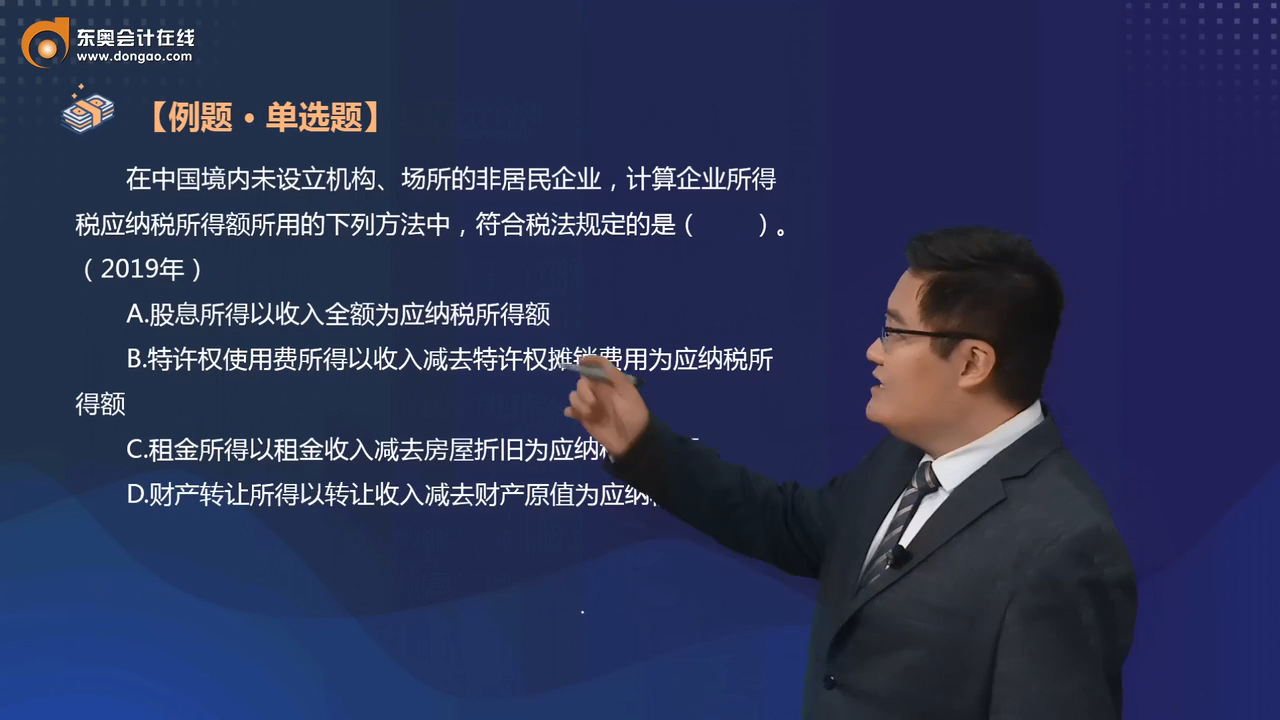 东奥会计在线
www.dongao.com
【例题·单选题】
在中国境内未设立机构、场所的非居民企业，计算企业所得
税应纳税所得额所用的下列方法中，符合税法规定的是（　　）。
（2019年）
A.股息所得以收入全额为应纳税所得额
B.特许权使用费所得以收入减去特许权摊销费用为应纳税所
得额
C.租金所得以租金收入减去房屋折旧为应纳
D.财产转让所得以转让收入减去财产原值为应纳